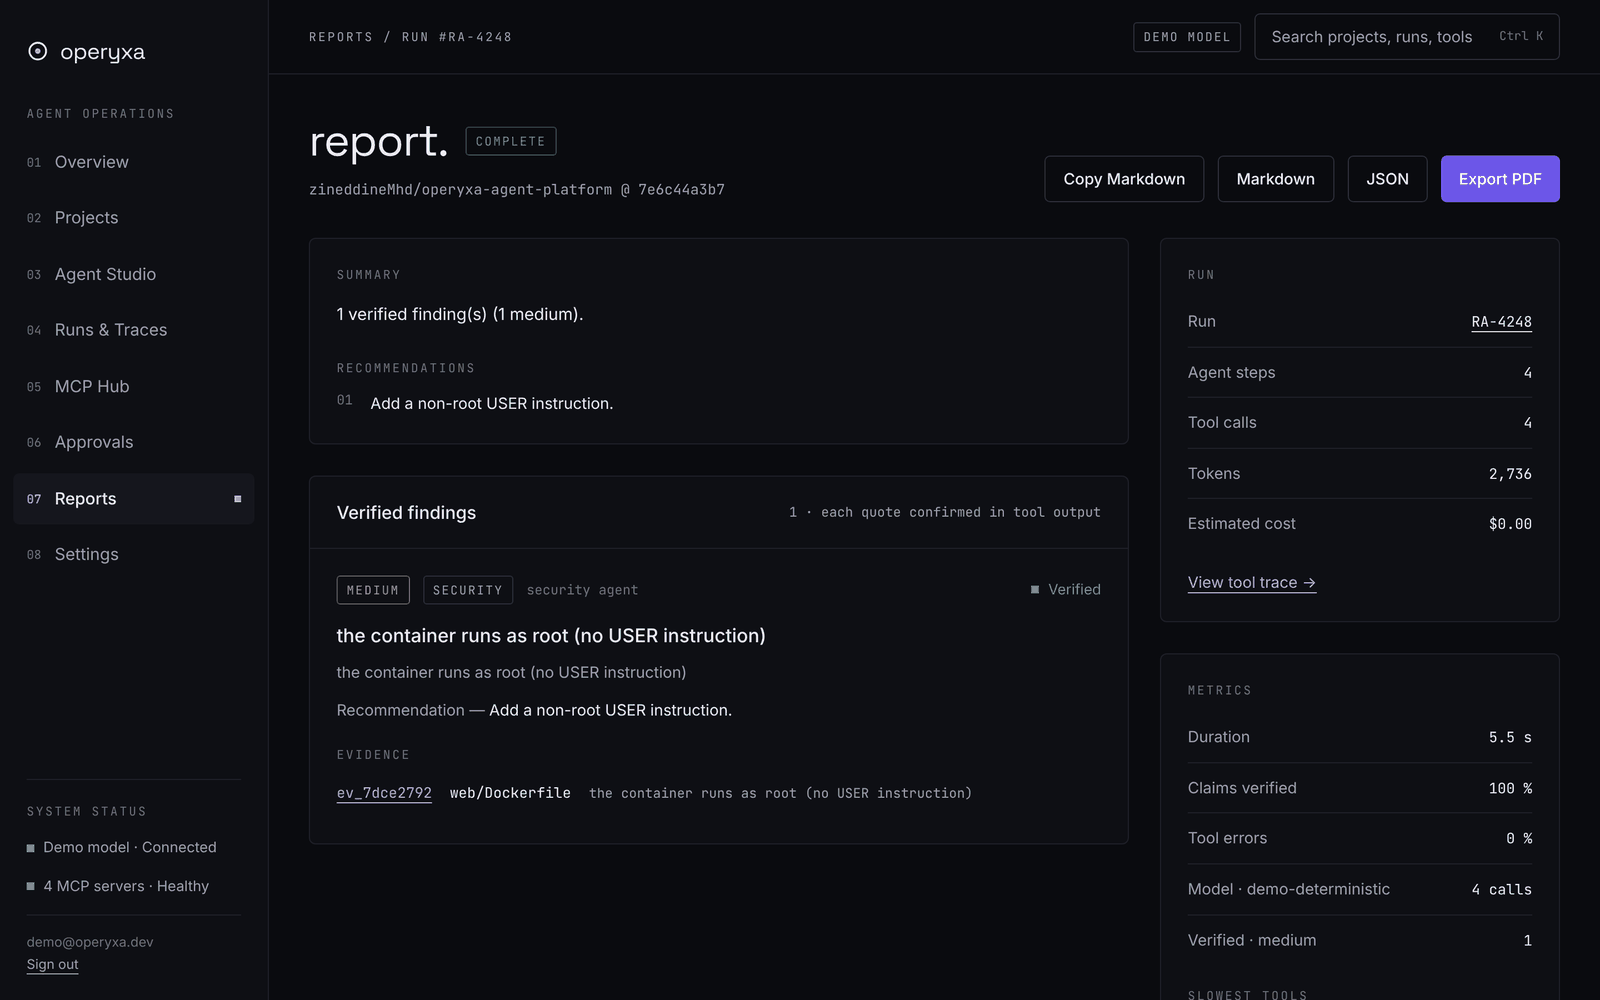 operyxa
AGENT OPERATIONS
01 Overview
02 Projects
03 Agent Studio
04 Runs & Traces
05 MCP Hub
06 Approvals
07 Reports
08 Settings
SYSTEM STATUS
Demo model · Connected
4 MCP servers · Healthy
demo@operyxa.dev
Sign out
REPORTS / RUN #RA-4248
DEMO MODEL
Search projects, runs, tools Ctrl K
report. COMPLETE
zineddineMhd/operyxa-agent-platform @ 7e6c44a3b7
Copy Markdown Markdown JSON Export PDF
SUMMARY
1 verified finding(s) (1 medium).
RECOMMENDATIONS
01 Add a non-root USER instruction.
Verified findings 1 · each quote confirmed in tool output
MEDIUM SECURITY security agent Verified
the container runs as root (no USER instruction)
the container runs as root (no USER instruction)
Recommendation — Add a non-root USER instruction.
EVIDENCE
ev_7dce2792 web/Dockerfile the container runs as root (no USER instruction)
RUN
Run RA-4248
Agent steps 4
Tool calls 4
Tokens 2,736
Estimated cost $0.00
View tool trace →
METRICS
Duration 5.5 s
Claims verified 100 %
Tool errors 0 %
Model · demo-deterministic 4 calls
Verified · medium 1
SLOWEST TOOLS